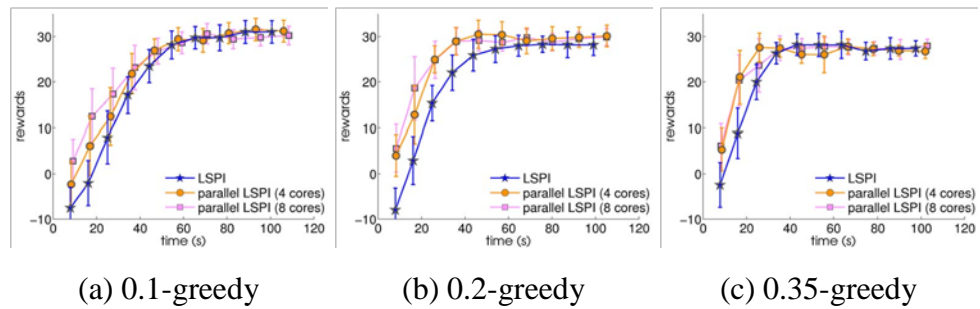 30
20
10
0
−10
rewards
LSPI
parallel LSPI (4 cores)
parallel LSPI (8 cores)
0 20 40 60 80 100 120
time (s)
(a) 0.1-greedy
30
20
10
0
−10
rewards
LSPI
parallel LSPI (4 cores)
parallel LSPI (8 cores)
0 20 40 60 80 100 120
time (s)
(b) 0.2-greedy
30
20
10
0
−10
rewards
LSPI
parallel LSPI (4 cores)
parallel LSPI (8 cores)
0 20 40 60 80 100 120
time (s)
(c) 0.35-greedy